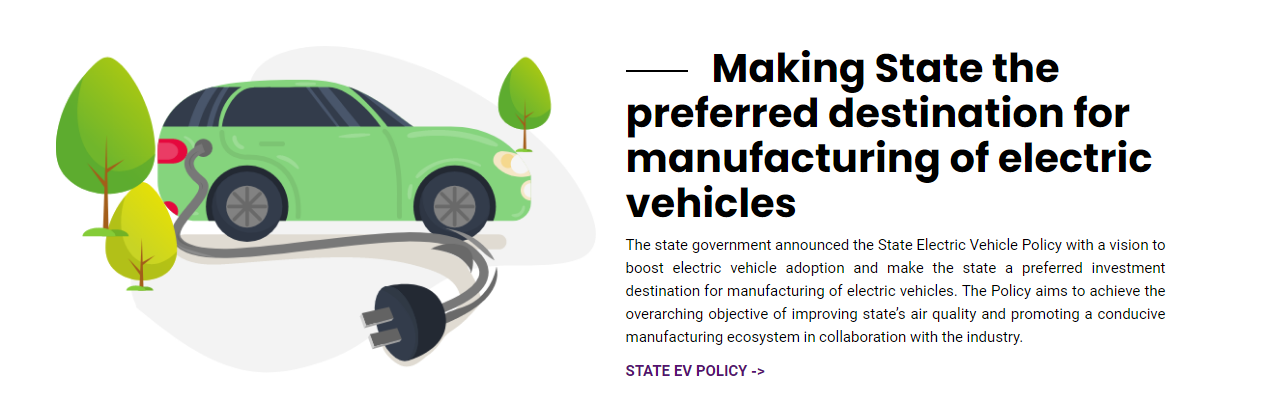 Making State the
preferred destination for
manufacturing of electric
vehicles
The state government announced the State Electric Vehicle Policy with a vision to
boost electric vehicle adoption and make the state a preferred investment
destination for manufacturing of electric vehicles. The Policy aims to achieve the
overarching objective of improving state’s air quality and promoting a conducive
manufacturing ecosystem in collaboration with the industry.
STATE EV POLICY ->